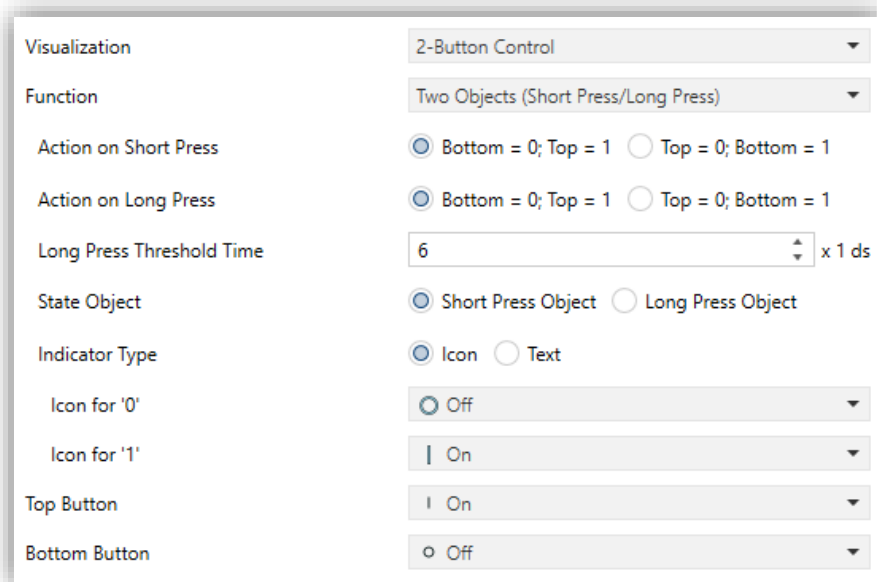 Visualization 2-Button Control
Function Two Objects (Short Press/Long Press)
Action on Short Press Bottom = 0; Top = 1 Top = 0; Bottom = 1
Action on Long Press Bottom = 0; Top = 1 Top = 0; Bottom = 1
Long Press Threshold Time 6 x 1 ds
State Object Short Press Object Long Press Object
Indicator Type Icon Text
Icon for '0' Off
Icon for '1' On
Top Button On
Bottom Button Off